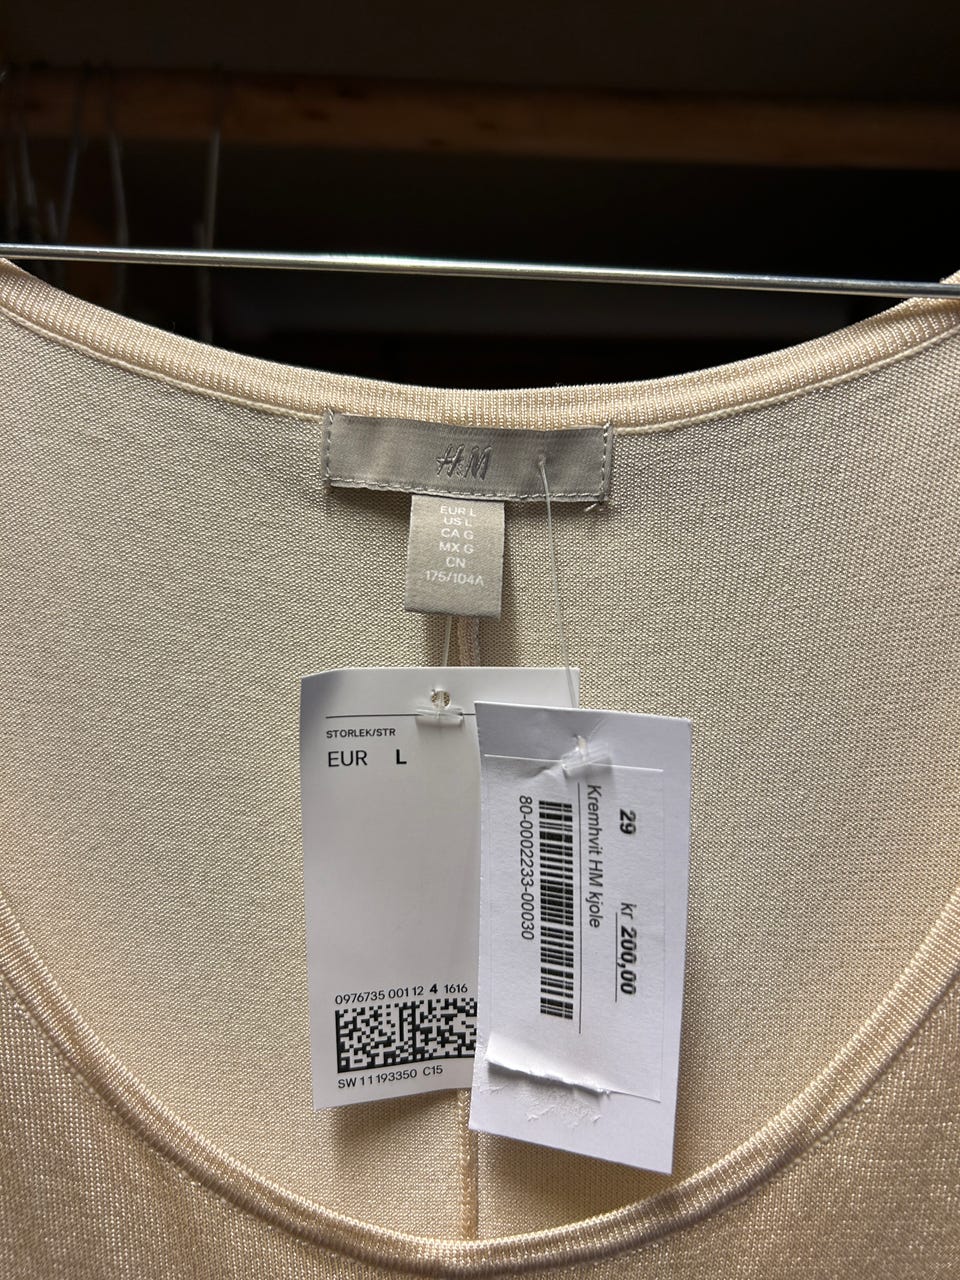 H&M
EUR L
US L
CA G
MX G
CN
175/104A
STORLEK/STR
EUR L
0976735 001 12 4 1616
SW 11193350 C15
29 kr 200,00
Kremhvit HM kjole
80-0002233-00030